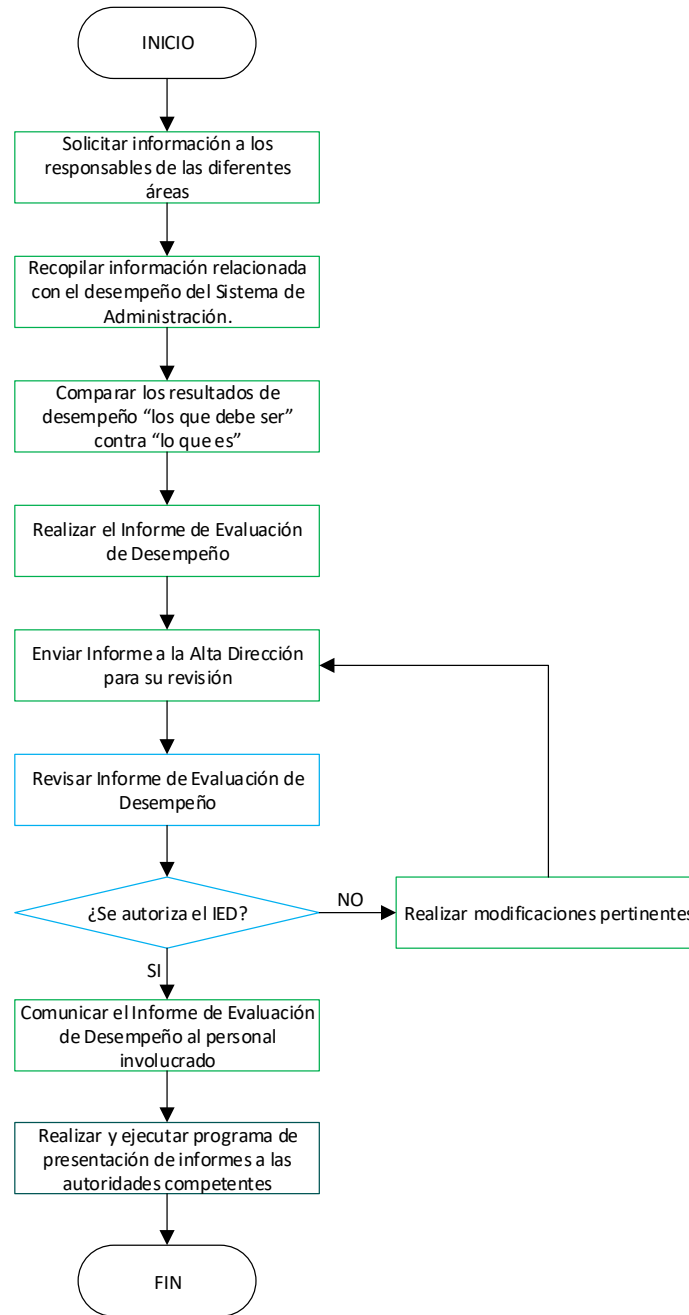 INICIO
Solicitar información a los
responsables de las diferentes
áreas
Recopilar información relacionada
con el desempeño del Sistema de
Administración.
Comparar los resultados de
desempeño “los que debe ser”
contra “lo que es”
Realizar el Informe de Evaluación
de Desempeño
Enviar Informe a la Alta Dirección
para su revisión
Revisar Informe de Evaluación de
Desempeño
¿Se autoriza el IED?
NO
Realizar modificaciones pertinentes
SI
Comunicar el Informe de Evaluación
de Desempeño al personal
involucrado
Realizar y ejecutar programa de
presentación de informes a las
autoridades competentes
FIN